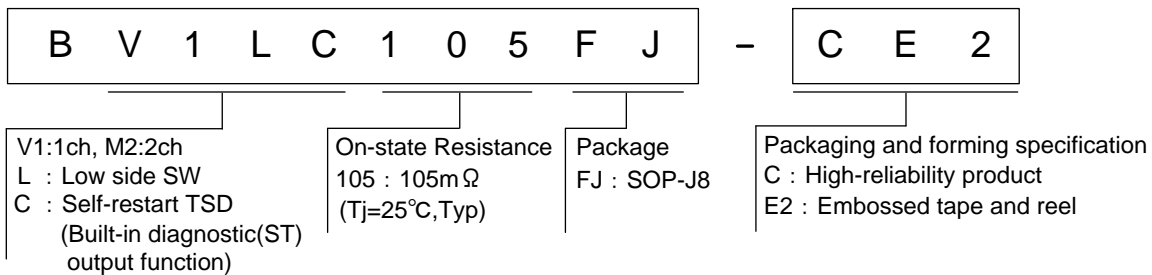 B V 1 L C 1 0 5 F J - C E 2
V1:1ch, M2:2ch
L : Low side SW
C : Self-restart TSD
(Built-in diagnostic(ST)
output function)
On-state Resistance
105 : 105mΩ
(Tj=25℃,Typ)
Package
FJ : SOP-J8
Packaging and forming specification
C : High-reliability product
E2 : Embossed tape and reel